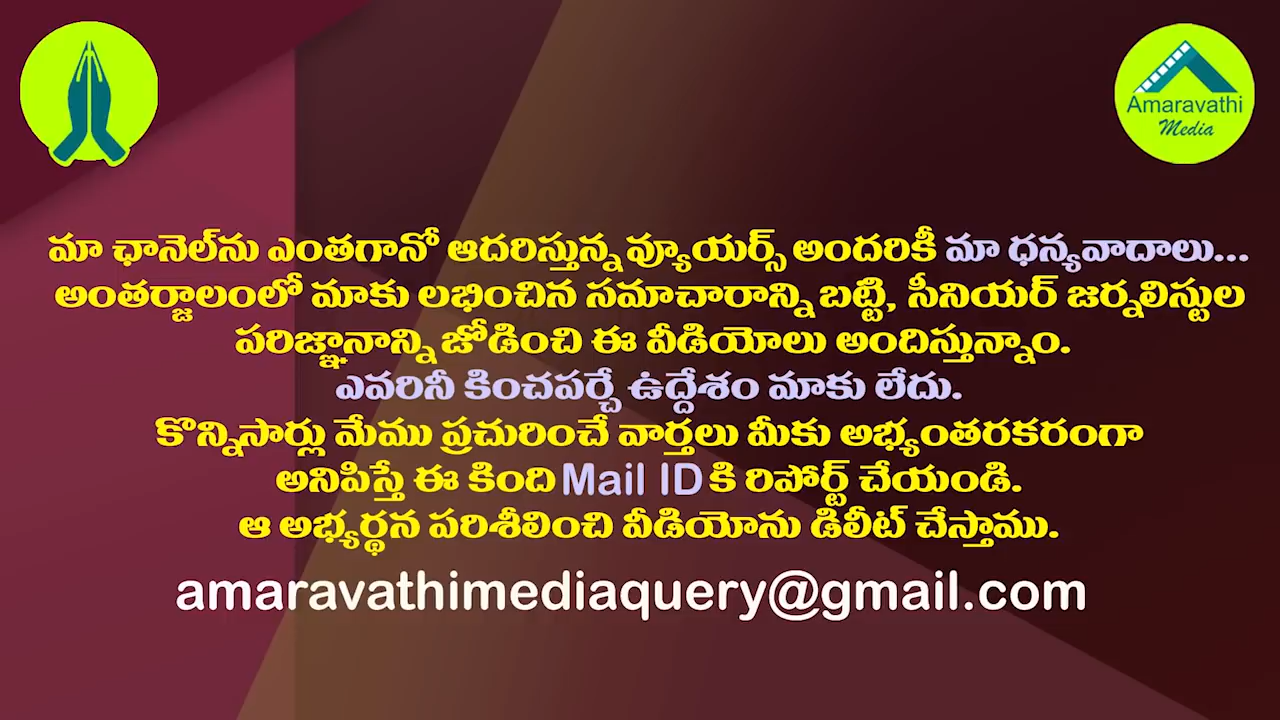 Amaravathi
Media
మా ఛానెల్‌ను ఎంతగానో ఆదరిస్తున్న వ్యూయర్స్ అందరికీ మా ధన్యవాదాలు...
అంతర్జాలంలో మాకు లభించిన సమాచారాన్ని బట్టి, సీనియర్ జర్నలిస్టుల
పరిజ్ఞానాన్ని జోడించి ఈ వీడియోలు అందిస్తున్నాం.
ఎవరినీ కించపర్చే ఉద్దేశం మాకు లేదు.
కొన్నిసార్లు మేము ప్రచురించే వార్తలు మీకు అభ్యంతరకరంగా
అనిపిస్తే ఈ కింది Mail ID కి రిపోర్ట్ చేయండి.
ఆ అభ్యర్థన పరిశీలించి వీడియోను డిలీట్ చేస్తాము.
amaravathimediaquery@gmail.com